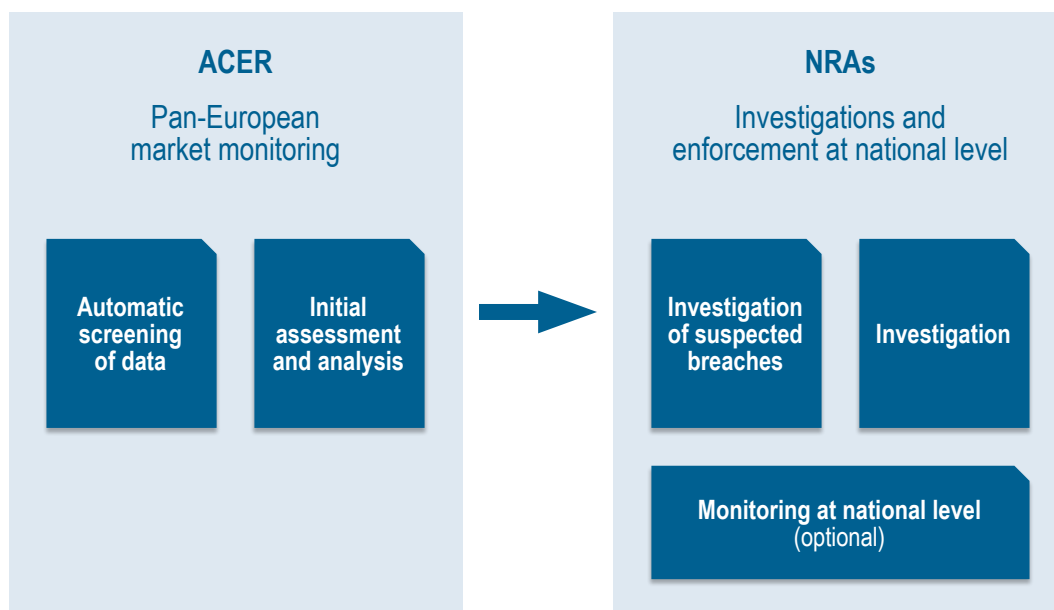 ACER
Pan-European
market monitoring
Automatic
screening
of data
Initial
assessment
and analysis
NRAs
Investigations and
enforcement at national level
Investigation
of suspected
breaches
Investigation
Monitoring at national level
(optional)